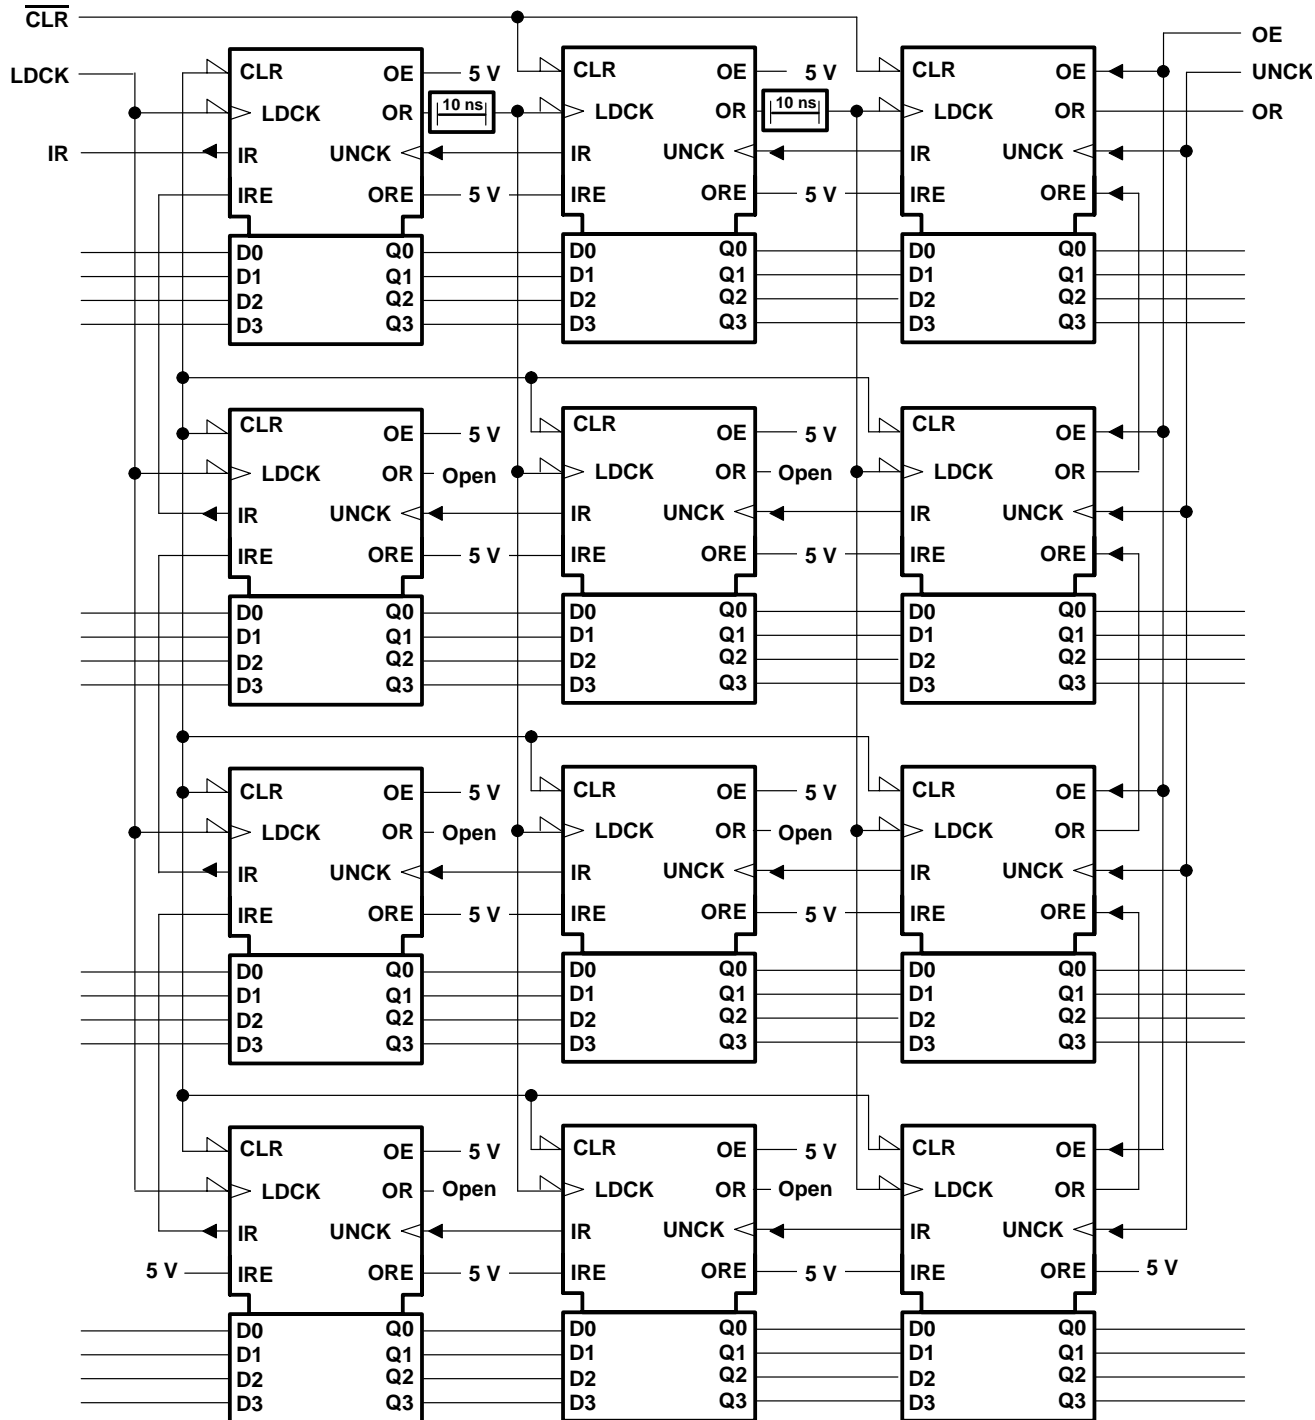 CLR
OE
LDCK
CLR OE 5 V CLR OE 5 V CLR OE
UNCK
10 ns 10 ns
LDCK OR LDCK OR LDCK OR OR
IR IR UNCK IR UNCK IR UNCK
IRE ORE 5 V IRE ORE 5 V IRE ORE
D0 Q0 D0 Q0 D0 Q0
D1 Q1 D1 Q1 D1 Q1
D2 Q2 D2 Q2 D2 Q2
D3 Q3 D3 Q3 D3 Q3
CLR OE 5 V CLR OE 5 V CLR OE
LDCK OR Open LDCK OR Open LDCK OR
IR UNCK IR UNCK IR UNCK
IRE ORE 5 V IRE ORE 5 V IRE ORE
D0 Q0 D0 Q0 D0 Q0
D1 Q1 D1 Q1 D1 Q1
D2 Q2 D2 Q2 D2 Q2
D3 Q3 D3 Q3 D3 Q3
CLR OE 5 V CLR OE 5 V CLR OE
LDCK OR Open LDCK OR Open LDCK OR
IR UNCK IR UNCK IR UNCK
IRE ORE 5 V IRE ORE 5 V IRE ORE
D0 Q0 D0 Q0 D0 Q0
D1 Q1 D1 Q1 D1 Q1
D2 Q2 D2 Q2 D2 Q2
D3 Q3 D3 Q3 D3 Q3
CLR OE 5 V CLR OE 5 V CLR OE
LDCK OR Open LDCK OR Open LDCK OR
IR UNCK IR UNCK IR UNCK
5 V IRE ORE 5 V IRE ORE 5 V IRE ORE 5 V
D0 Q0 D0 Q0 D0 Q0
D1 Q1 D1 Q1 D1 Q1
D2 Q2 D2 Q2 D2 Q2
D3 Q3 D3 Q3 D3 Q3